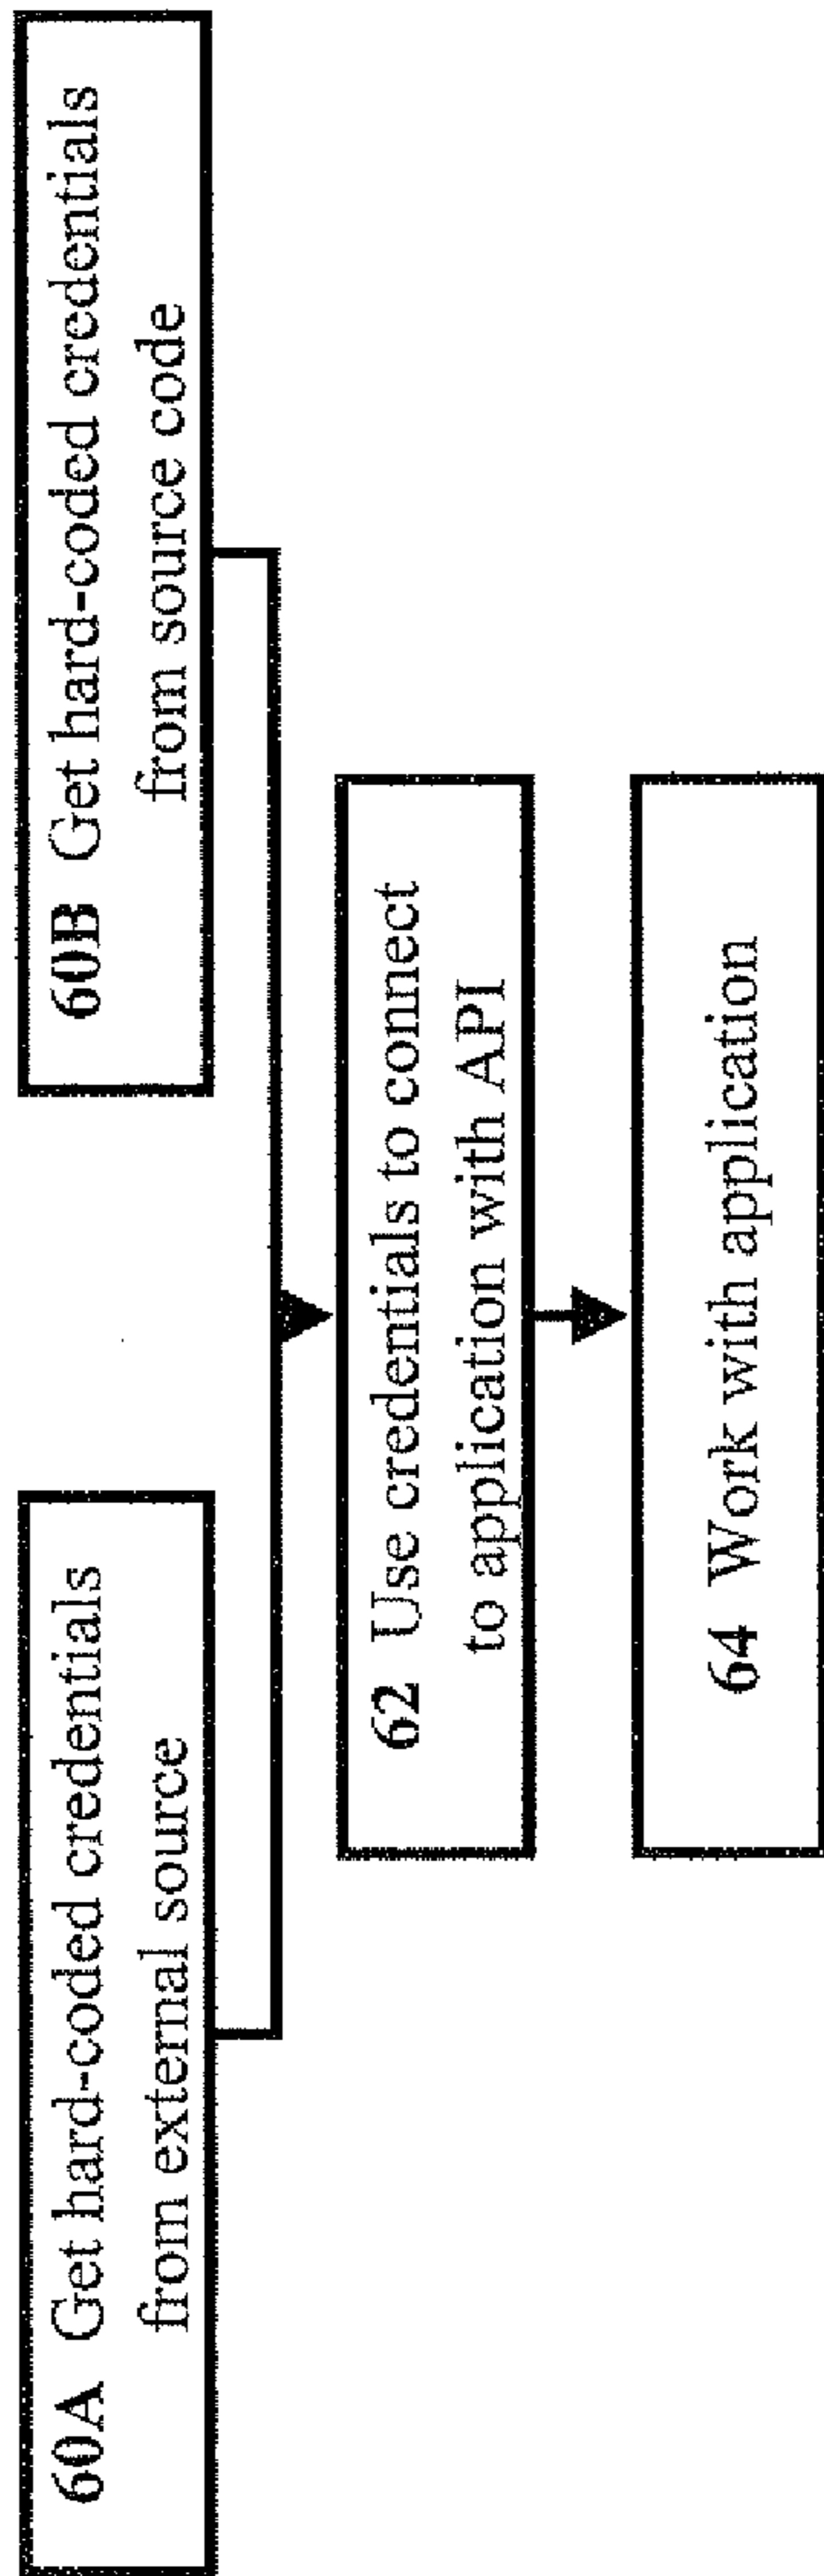 60A Get hard-coded credentials
from external source
60B Get hard-coded credentials
from source code
62 Use credentials to connect
to application with API
64 Work with application